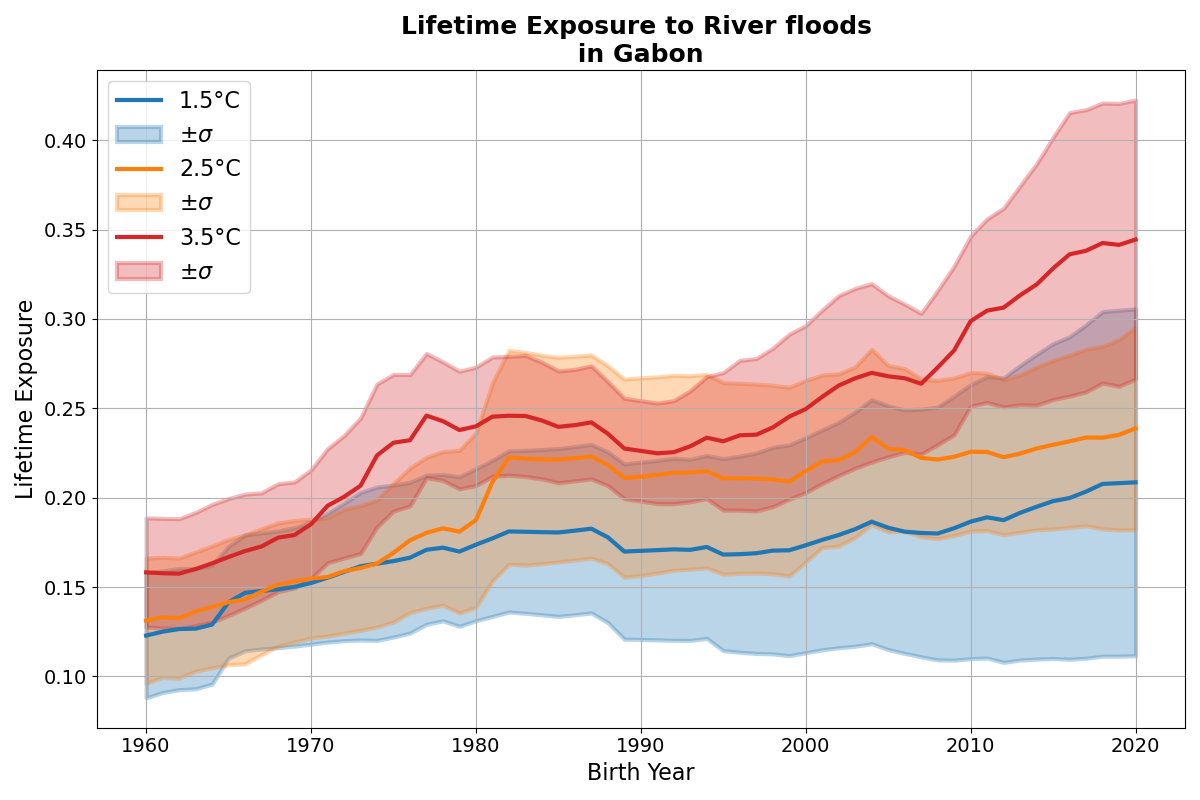 Lifetime Exposure to River floods
in Gabon
1.5°C
±σ
2.5°C
±σ
3.5°C
±σ
Lifetime Exposure
0.40
0.35
0.30
0.25
0.20
0.15
0.10
1960 1970 1980 1990 2000 2010 2020
Birth Year